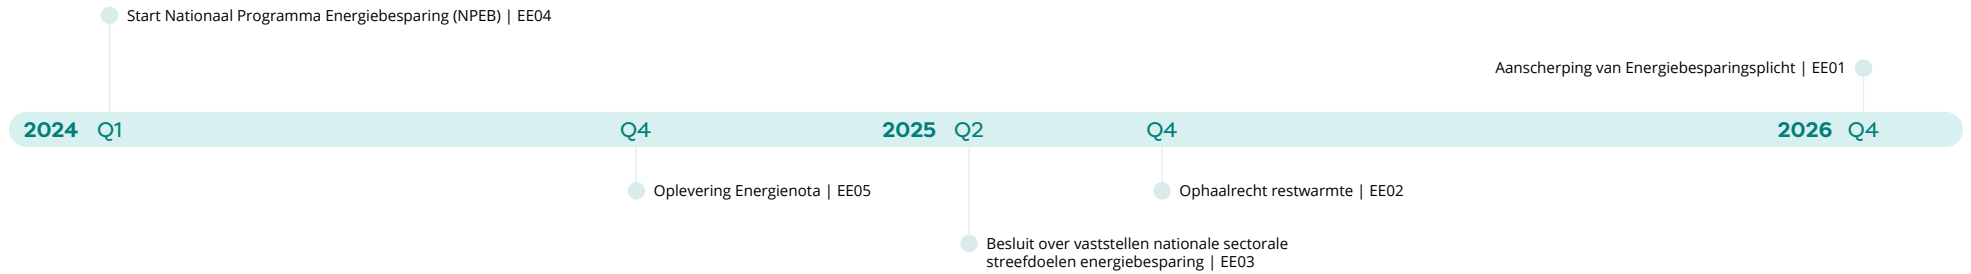 Start Nationaal Programma Energiebesparing (NPEB) | EE04
Aanscherping van Energiebesparingsplicht | EE01
2024 Q1 Q4 2025 Q2 Q4 2026 Q4
Oplevering Energienota | EE05
Ophaalrecht restwarmte | EE02
Besluit over vaststellen nationale sectorale
streefdoelen energiebesparing | EE03